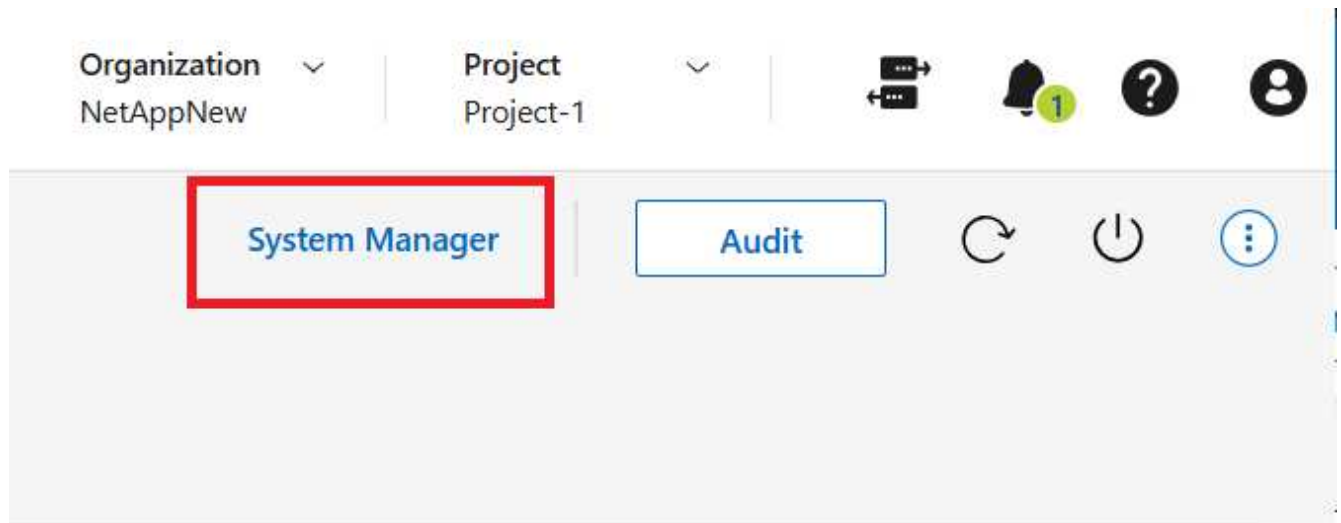 Organization
NetAppNew
Project
Project-1
1
System Manager
Audit